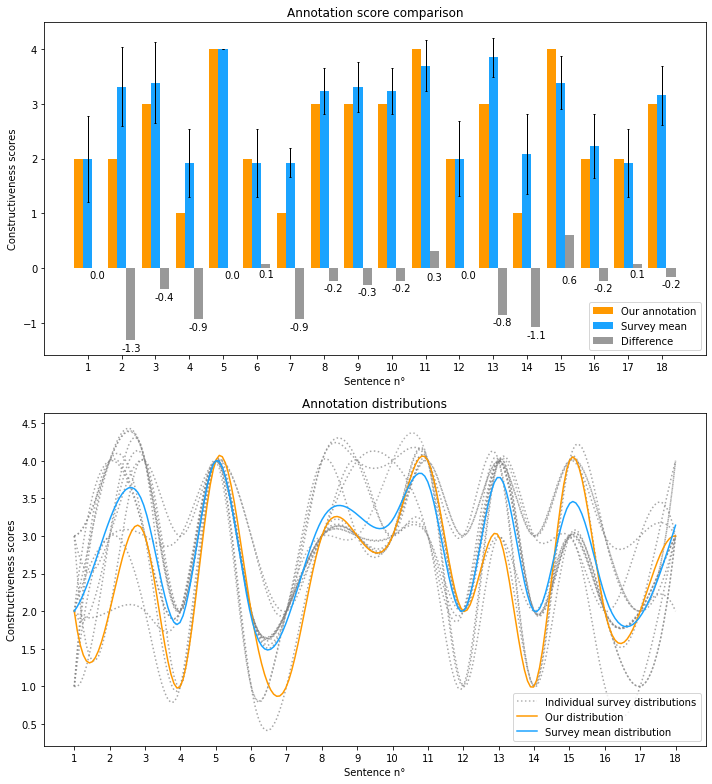 Annotation score comparison
Constructiveness scores
4
3
2
1
0
−1
0.0
-1.3
-0.4
-0.9
0.0
0.1
-0.9
-0.2
-0.3
-0.2
0.3
0.0
-0.8
-1.1
0.6
-0.2
0.1
-0.2
Our annotation
Survey mean
Difference
1 2 3 4 5 6 7 8 9 10 11 12 13 14 15 16 17 18
Sentence n°
Annotation distributions
Constructiveness scores
4.5
4.0
3.5
3.0
2.5
2.0
1.5
1.0
0.5
Individual survey distributions
Our distribution
Survey mean distribution
1 2 3 4 5 6 7 8 9 10 11 12 13 14 15 16 17 18
Sentence n°